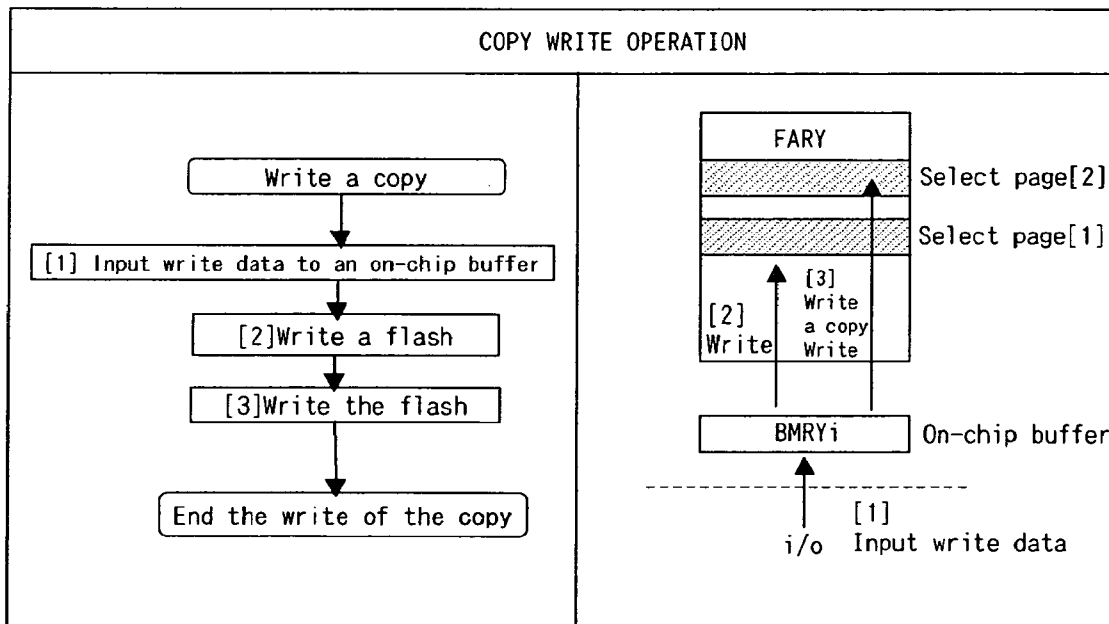 COPY WRITE OPERATION
Write a copy
[1] Input write data to an on-chip buffer
[2]Write a flash
[3]Write the flash
End the write of the copy
FARY
Select page[2]
Select page[1]
[2]
Write
[3]
Write
a copy
Write
BMRYi
On-chip buffer
[1]
i/o
Input write data